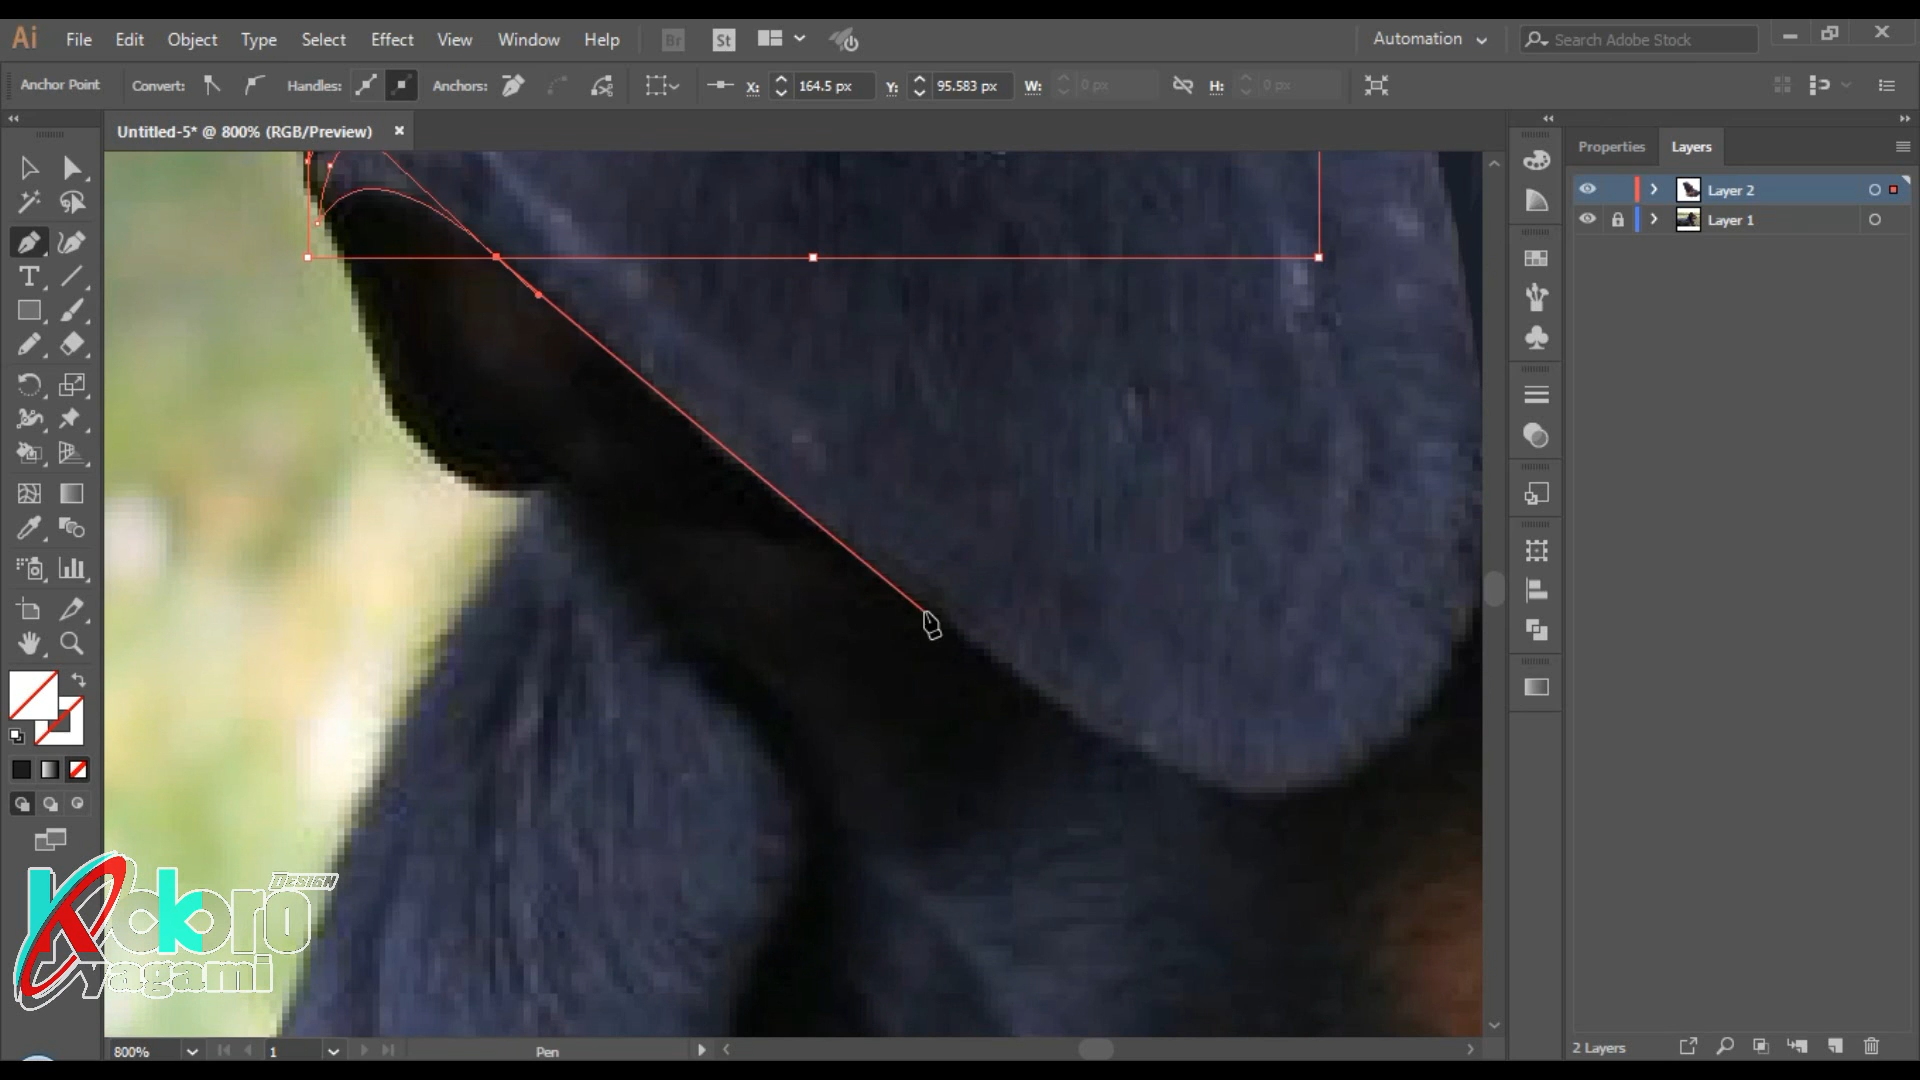 Ai File Edit Object Type Select Effect View Window Help Br St Automation Search Adobe Stock
Anchor Point Convert: Handles: Anchors: X: 164.5 px Y: 95.583 px W: 0 px H: 0 px
Untitled-5* @ 800% (RGB/Preview) ×
Properties Layers
Layer 2
Layer 1
T
Design
Kokoro
yagami
800% 1 Pen
2 Layers